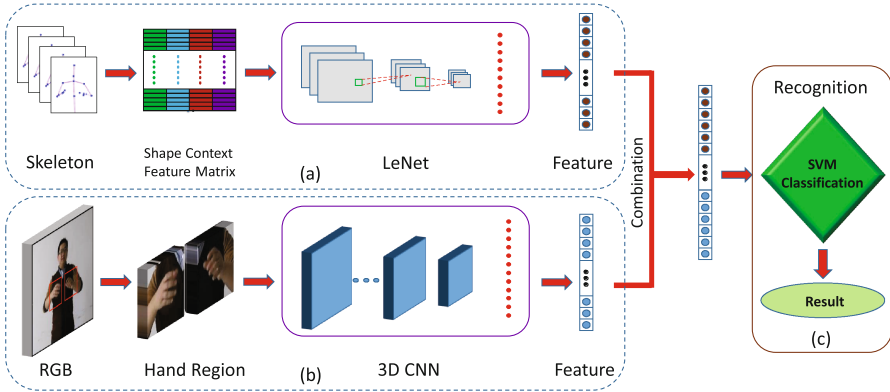 Skeleton
Shape Context
Feature Matrix
(a)
LeNet
Feature
RGB
Hand Region
(b)
3D CNN
Feature
Combination
Recognition
SVM
Classification
Result
(c)